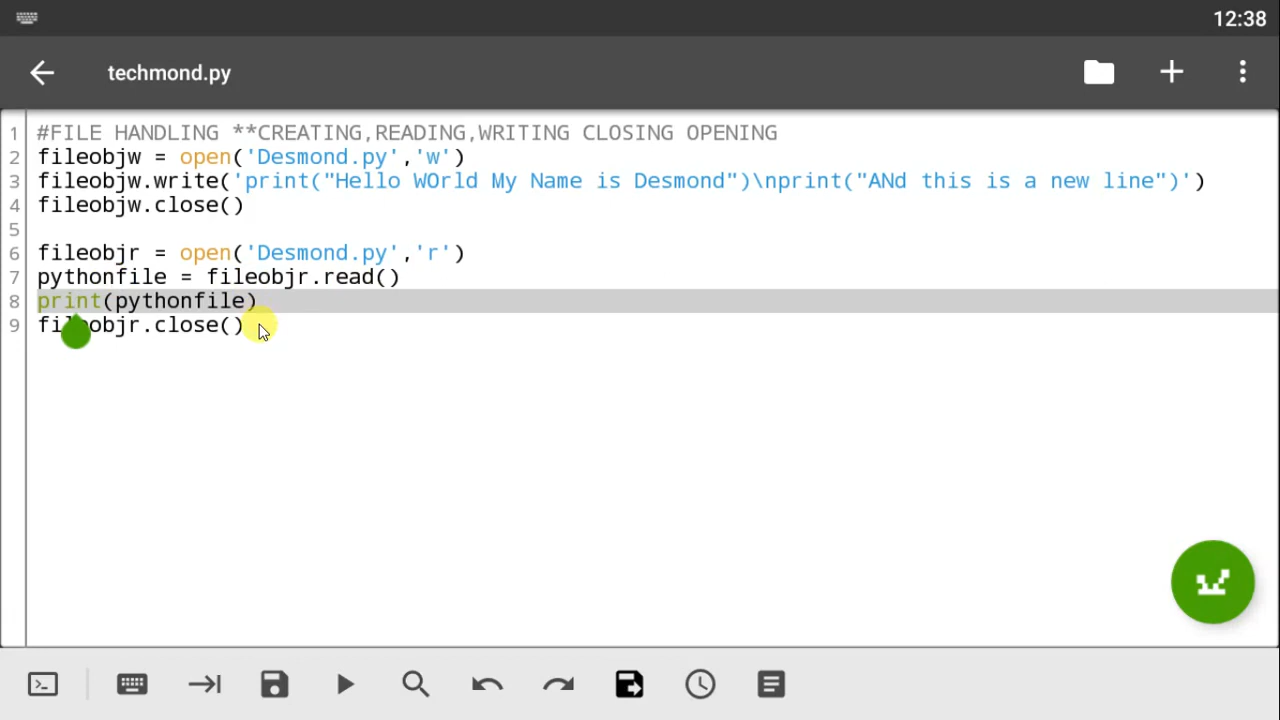 12:38
techmond.py
1 #FILE HANDLING **CREATING,READING,WRITING CLOSING OPENING
2 fileobjw = open('Desmond.py','w')
3 fileobjw.write('print("Hello WOrld My Name is Desmond")\nprint("ANd this is a new line")')
4 fileobjw.close()
5
6 fileobjr = open('Desmond.py','r')
7 pythonfile = fileobjr.read()
8 print(pythonfile)
9 fileobjr.close()